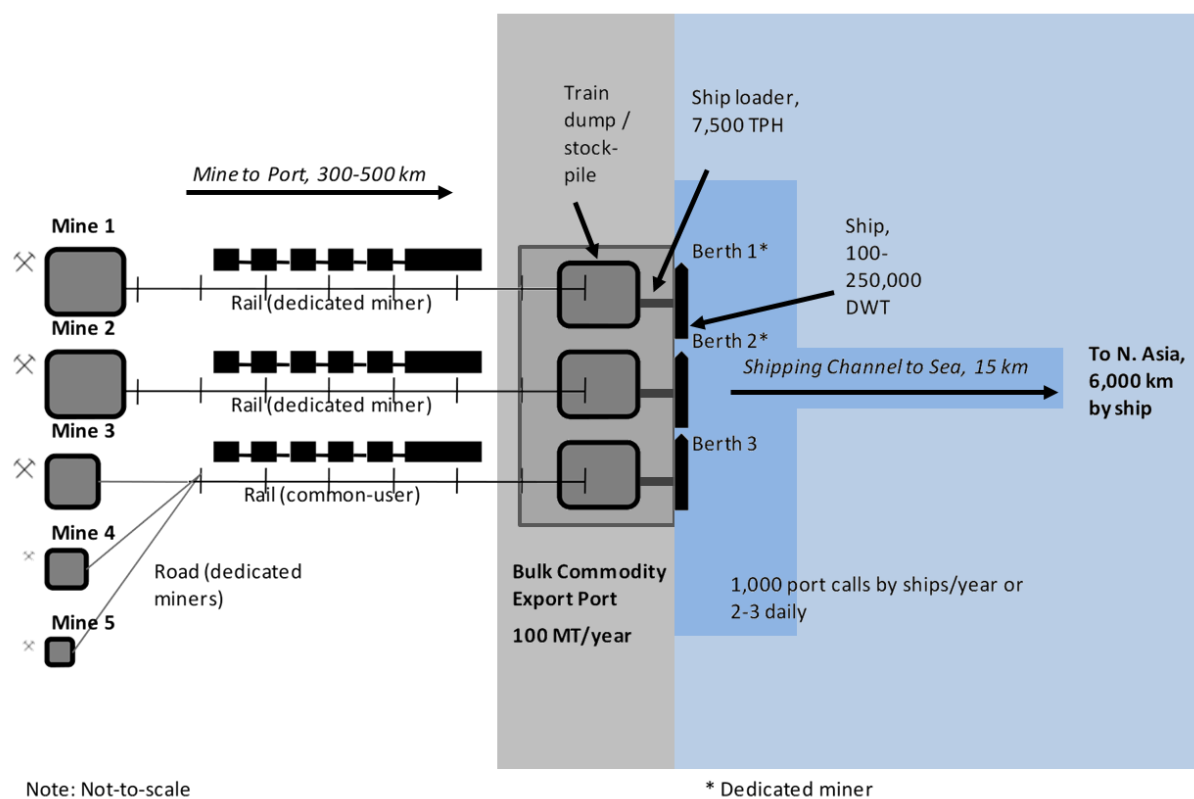 Train
dump /
stock-
pile
Ship loader,
7,500 TPH
Mine to Port, 300-500 km
Mine 1
Rail (dedicated miner)
Berth 1*
Ship,
100-
250,000
DWT
Mine 2
Rail (dedicated miner)
Berth 2*
Shipping Channel to Sea, 15 km
To N. Asia,
6,000 km
by ship
Mine 3
Rail (common-user)
Berth 3
Mine 4
Road (dedicated
miners)
Mine 5
Bulk Commodity
Export Port
100 MT/year
1,000 port calls by ships/year or
2-3 daily
Note: Not-to-scale
* Dedicated miner